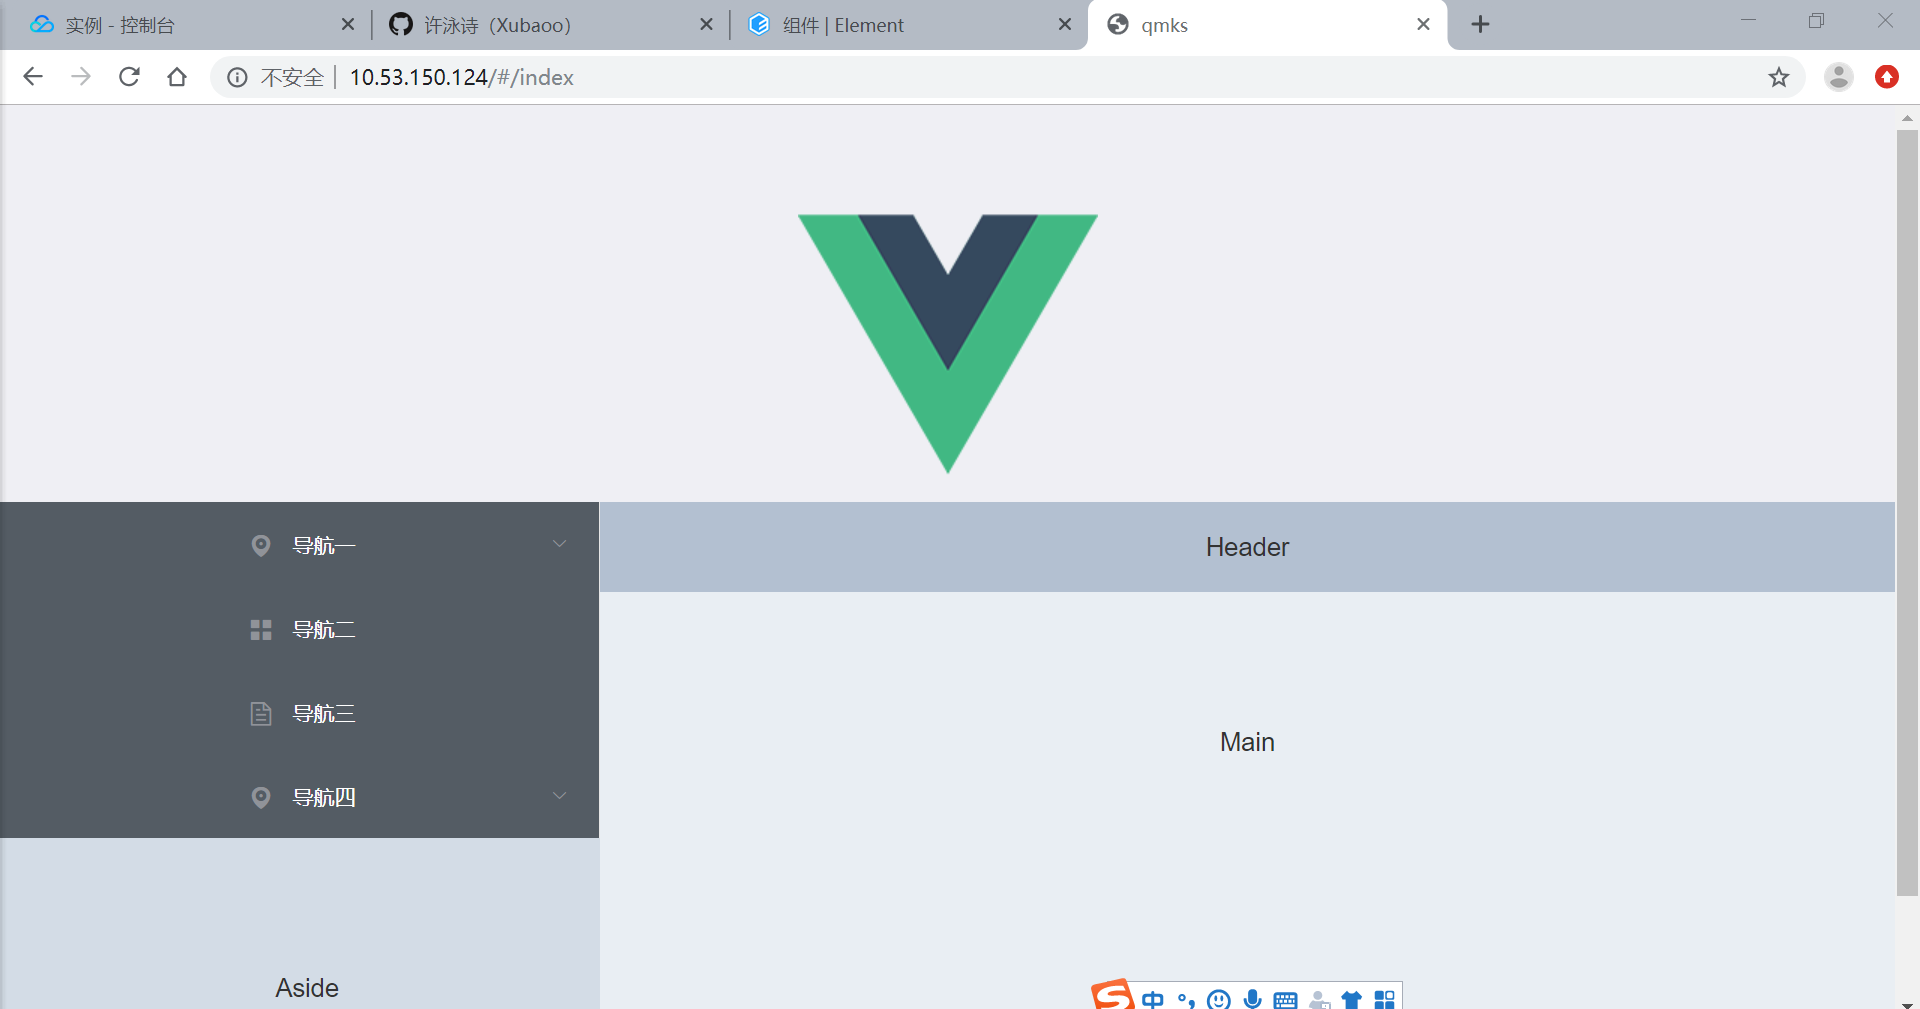 实例 - 控制台
许泳诗（Xubaoo）
组件 | Element
qmks
不安全 | 10.53.150.124/#/index
导航一
Header
导航二
导航三
Main
导航四
Aside
S 中